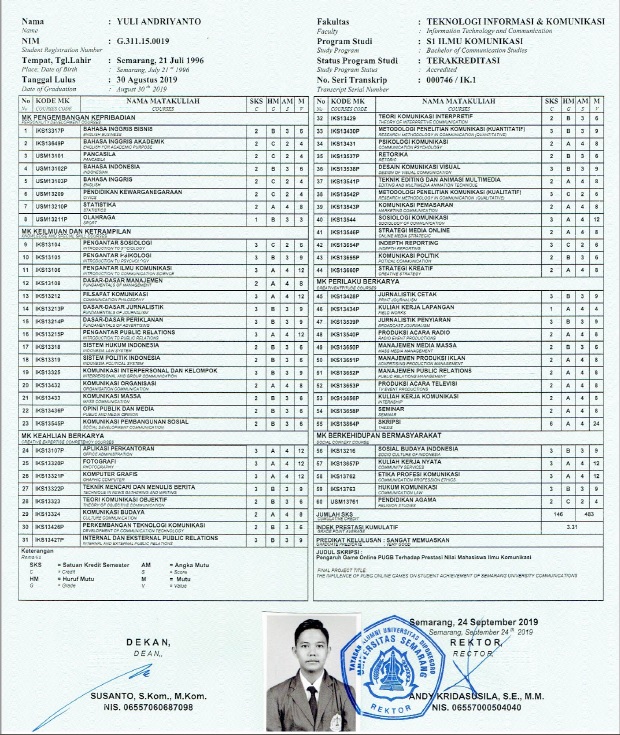 Nama : YULI ANDRIYANTO
Name
NIM : G.311.15.0019
Student Registration Number
Tempat, Tgl.Lahir : Semarang, 21 Juli 1996
Place, Date of Birth : Semarang, July 21th 1996
Tanggal Lulus : 30 Agustus 2019
Date of Graduation : August 30th 2019
Fakultas : TEKNOLOGI INFORMASI & KOMUNIKASI
Faculty : Information Technology and Communication
Program Studi : S1 ILMU KOMUNIKASI
Study Program : Bachelor of Communication Studies
Status Program Studi : TERAKREDITASI
Study Program Status : Accredited
No. Seri Transkrip : 000746 / IK.1
Transcript Serial Number
No KODE MK NAMA MATAKULIAH SKS HM AM M
No COURSES CODE COURSES C G S V
MK PENGEMBANGAN KEPRIBADIAN
1 IKS13317P BAHASA INGGRIS BISNIS 2 B 3 6
2 IKS13649P BAHASA INGGRIS AKADEMIK 2 C 2 4
3 USM13101 PANCASILA 2 C 2 4
4 USM13102P BAHASA INDONESIA 2 B 3 6
5 USM13103P BAHASA INGGRIS 2 C 2 4
6 USM13209 PENDIDIKAN KEWARGANEGARAAN 2 C 2 4
7 USM13210P STATISTIKA 2 A 4 8
8 USM13211P OLAHRAGA 1 B 3 3
MK KEILMUAN DAN KETRAMPILAN
9 IKS13104 PENGANTAR SOSIOLOGI 3 C 2 6
10 IKS13105 PENGANTAR PSIKOLOGI 3 B 3 9
11 IKS13106 PENGANTAR ILMU KOMUNIKASI 3 A 4 12
12 IKS13108 DASAR-DASAR MANAJEMEN 2 A 4 8
13 IKS13212 FILSAFAT KOMUNIKASI 3 A 4 12
14 IKS13213P DASAR-DASAR JURNALISTIK 3 B 3 9
15 IKS13214P DASAR-DASAR PERIKLANAN 3 B 3 9
16 IKS13215P PENGANTAR PUBLIC RELATIONS 3 A 4 12
17 IKS13318 SISTEM HUKUM INDONESIA 2 B 3 6
18 IKS13319 SISTEM POLITIK INDONESIA 2 B 3 6
19 IKS13325 KOMUNIKASI INTERPERSONAL DAN KELOMPOK 3 B 3 9
20 IKS13432 KOMUNIKASI ORGANISASI 2 A 4 8
21 IKS13433 KOMUNIKASI MASSA 2 B 3 6
22 IKS13436P OPINI PUBLIK DAN MEDIA 2 B 3 6
23 IKS13545P KOMUNIKASI PEMBANGUNAN SOSIAL 2 A 4 8
MK KEAHLIAN BERKARYA
24 IKS13107P APLIKASI PERKANTORAN 3 A 4 12
25 IKS13320P FOTOGRAFI 3 A 4 12
26 IKS13321P KOMPUTER GRAFIS 3 A 4 12
27 IKS13322P TEKNIK MENCARI DAN MENULIS BERITA 3 B 3 9
28 IKS13323 TEORI KOMUNIKASI OBJEKTIF 2 B 3 6
29 IKS13324 KOMUNIKASI BUDAYA 2 A 4 8
30 IKS13426P PERKEMBANGAN TEKNOLOGI KOMUNIKASI 2 B 3 6
31 IKS13427P INTERNAL DAN EKSTERNAL PUBLIC RELATIONS 3 B 3 9
Keterangan
Remarks
SKS = Satuan Kredit Semester AM = Angka Mutu
C = Credit S = Score
HM = Huruf Mutu M = Mutu
G = Grade V = Value
No KODE MK NAMA MATAKULIAH SKS HM AM M
No COURSES CODE COURSES C G S V
32 IKS13429 TEORI KOMUNIKASI INTERPRETIF 2 B 3 6
33 IKS13430P METODOLOGI PENELITIAN KOMUNIKASI (KUANTITATIF) 3 B 3 9
34 IKS13431 PSIKOLOGI KOMUNIKASI 2 A 4 8
35 IKS13537P RETORIKA 2 B 3 6
36 IKS13538P DESAIN KOMUNIKASI VISUAL 3 B 3 9
37 IKS13541P TEKNIK EDITING DAN ANIMASI MULTIMEDIA 2 A 4 8
38 IKS13542P METODOLOGI PENELITIAN KOMUNIKASI (KUALITATIF) 3 C 2 6
39 IKS13543P KOMUNIKASI PEMASARAN 2 A 4 8
40 IKS13544 SOSIOLOGI KOMUNIKASI 3 A 4 12
41 IKS13546P STRATEGI MEDIA ONLINE 2 A 4 8
42 IKS13654P INDEPTH REPORTING 2 B 3 6
43 IKS13655P KOMUNIKASI POLITIK 2 B 3 6
44 IKS13660P STRATEGI KREATIF 2 A 4 8
MK PERILAKU BERKARYA
45 IKS13428P JURNALISTIK CETAK 3 B 3 9
46 IKS13434P KULIAH KERJA LAPANGAN 1 A 4 4
47 IKS13539P JURNALISTIK PENYIARAN 3 B 3 9
48 IKS13540P PRODUKSI ACARA RADIO 2 A 4 8
49 IKS13650P MANAJEMEN MEDIA MASSA 2 A 4 8
50 IKS13651P MANAJEMEN PRODUKSI IKLAN 2 A 4 8
51 IKS13652P MANAJEMEN PUBLIC RELATIONS 2 A 4 8
52 IKS13653P PRODUKSI ACARA TELEVISI 2 A 4 8
53 IKS13656P KULIAH KERJA KOMUNIKASI 2 A 4 8
54 IKS13658P SEMINAR 2 A 4 8
55 IKS13764P SKRIPSI 6 A 4 24
MK BERKEHIDUPAN BERMASYARAKAT
56 IKS13216 SOSIAL BUDAYA INDONESIA 3 B 3 9
57 IKS13657P KULIAH KERJA NYATA 3 A 4 12
58 IKS13762 ETIKA PROFESI KOMUNIKASI 3 A 4 12
59 IKS13763 HUKUM KOMUNIKASI 3 B 3 9
60 USM13761 PENDIDIKAN AGAMA 2 C 2 4
JUMLAH SKS 146 483
INDEK PRESTASI KUMULATIF 3.31
PREDIKAT KELULUSAN : SANGAT MEMUASKAN
JUDUL SKRIPSI :
Pengaruh Game Online PUGB Terhadap Prestasi Nilai Mahasiswa Ilmu Komunikasi
FINAL PROJECT TITLE
THE INFULENCE OF PUBG ONLINE GAMES ON STUDENT ACHIEVEMENT OF SEMARANG UNIVERSITY COMMUNICATIONS
Semarang, 24 September 2019
Semarang, September 24th 2019
DEKAN,
DEAN,,
REKTOR,
RECTOR,
YAYASAN ALUMNI UNIVERSITAS DIPONEGORO
UNIVERSITAS SEMARANG
REKTOR
SUSANTO, S.Kom., M.Kom.
NIS. 06557060687098
ANDY KRIDASUSILA, S.E., M.M.
NIS. 06557000504040